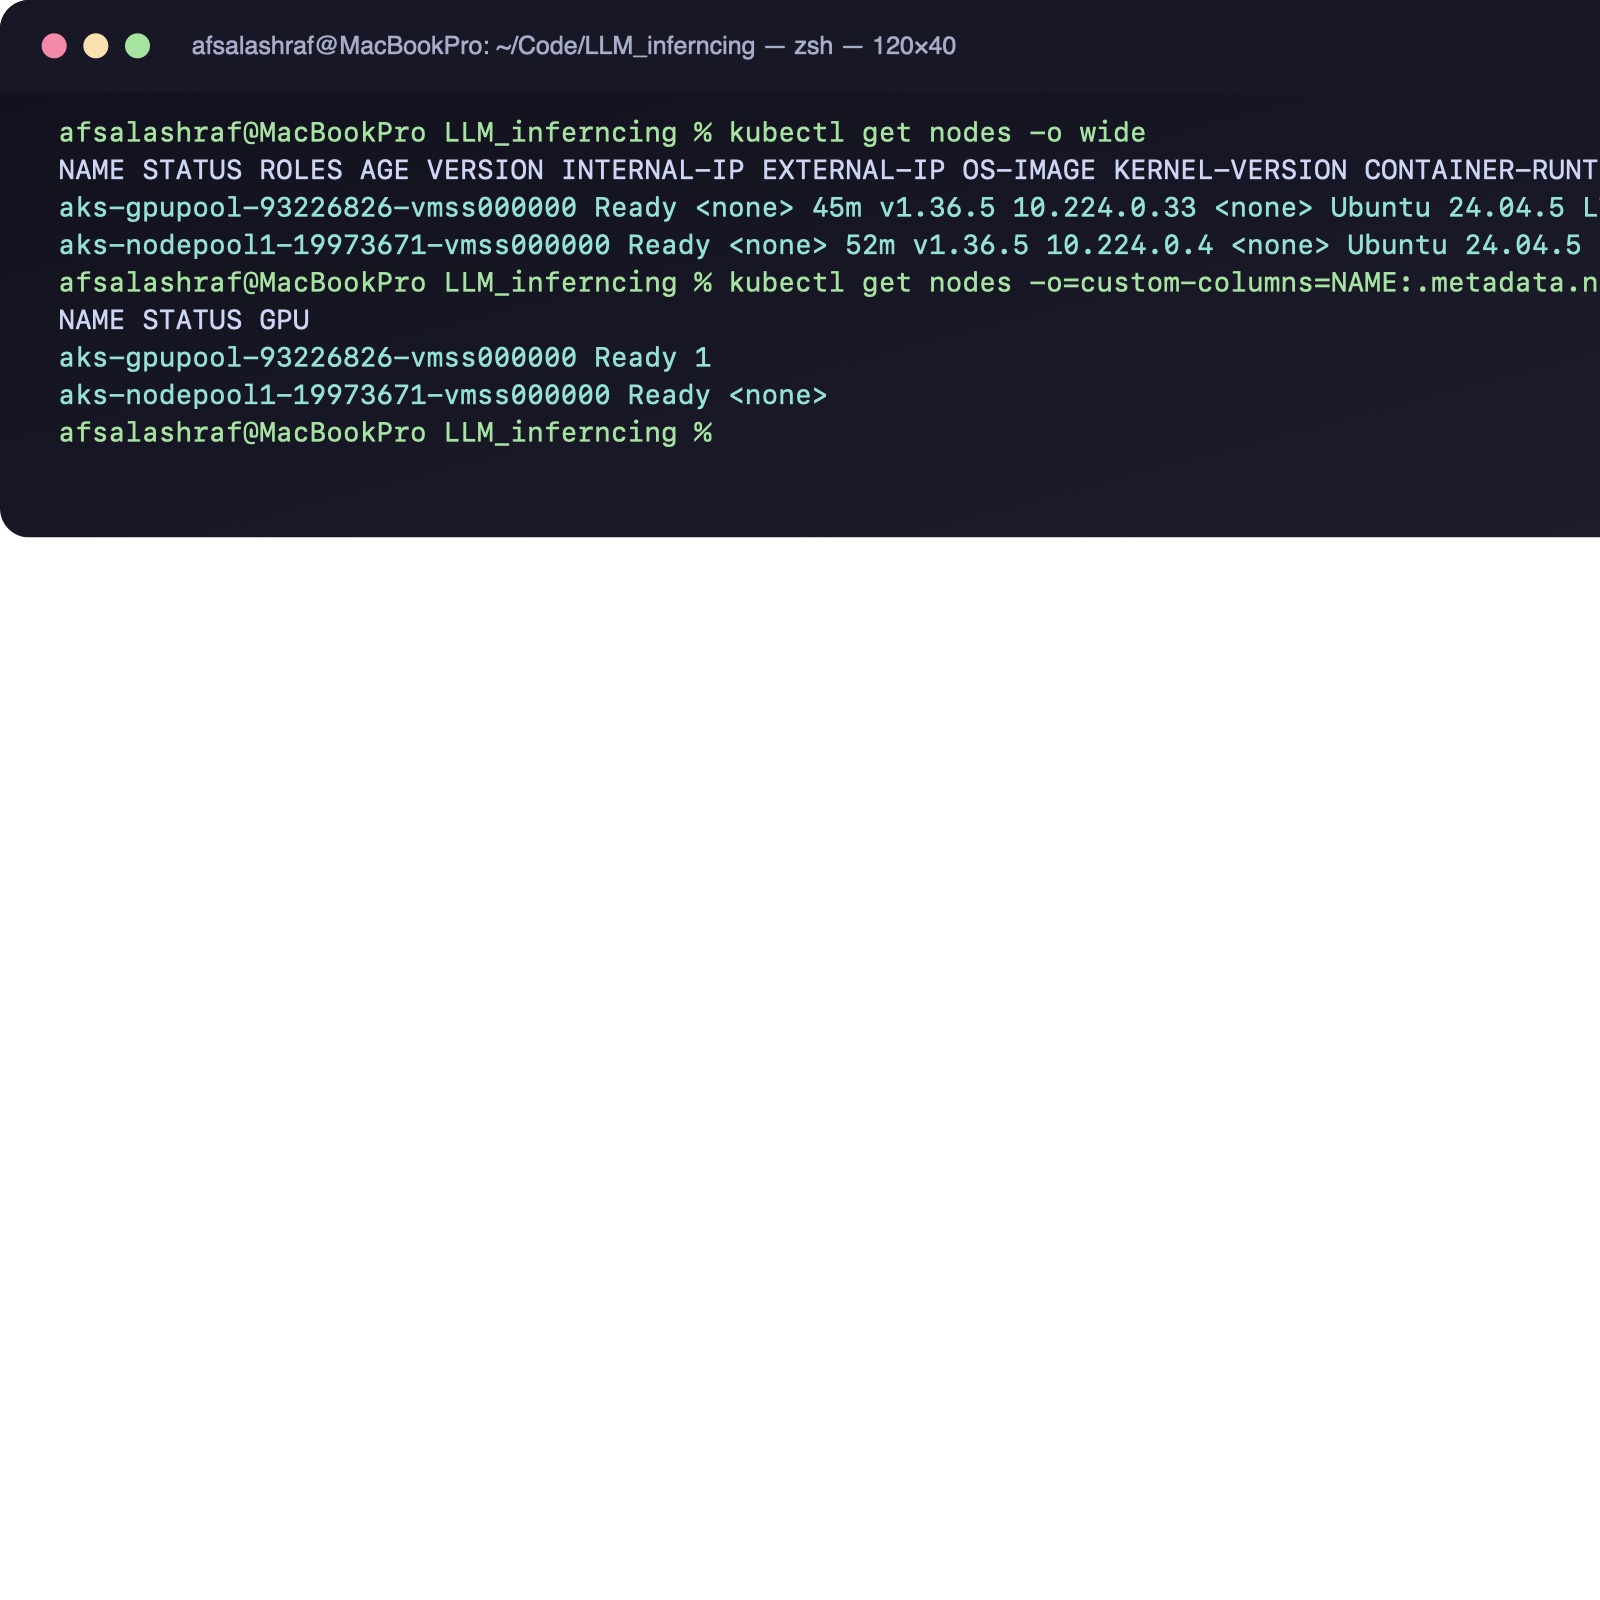 afsalashraf@MacBookPro: ~/Code/LLM_inferncing — zsh — 120×40
afsalashraf@MacBookPro LLM_inferncing % kubectl get nodes -o wide
NAME STATUS ROLES AGE VERSION INTERNAL-IP EXTERNAL-IP OS-IMAGE KERNEL-VERSION CONTAINER-RUNT
aks-gpupool-93226826-vmss000000 Ready <none> 45m v1.36.5 10.224.0.33 <none> Ubuntu 24.04.5 L
aks-nodepool1-19973671-vmss000000 Ready <none> 52m v1.36.5 10.224.0.4 <none> Ubuntu 24.04.5
afsalashraf@MacBookPro LLM_inferncing % kubectl get nodes -o=custom-columns=NAME:.metadata.n
NAME STATUS GPU
aks-gpupool-93226826-vmss000000 Ready 1
aks-nodepool1-19973671-vmss000000 Ready <none>
afsalashraf@MacBookPro LLM_inferncing %